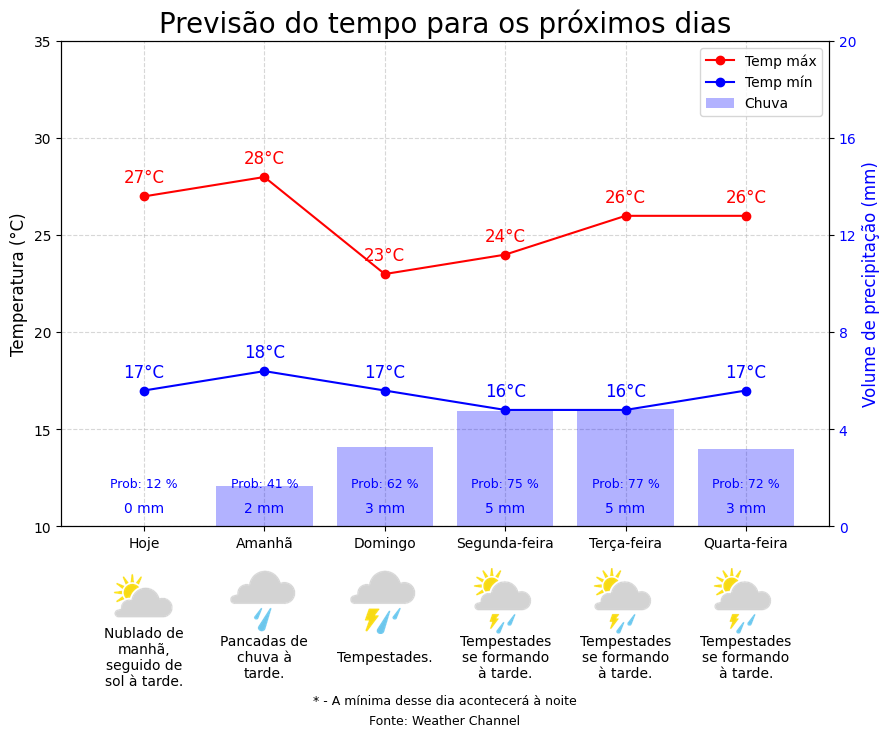 Previsão do tempo para os próximos dias
35
30
25
20
15
10
Temperatura (°C)
20
16
12
8
4
0
Volume de precipitação (mm)
Temp máx
Temp mín
Chuva
27°C
28°C
23°C
24°C
26°C
26°C
17°C
18°C
17°C
16°C
16°C
17°C
Prob: 12 %
Prob: 41 %
Prob: 62 %
Prob: 75 %
Prob: 77 %
Prob: 72 %
0 mm
2 mm
3 mm
5 mm
5 mm
3 mm
Hoje
Amanhã
Domingo
Segunda-feira
Terça-feira
Quarta-feira
Nublado de
manhã,
seguido de
sol à tarde.
Pancadas de
chuva à
tarde.
Tempestades.
Tempestades
se formando
à tarde.
Tempestades
se formando
à tarde.
Tempestades
se formando
à tarde.
* - A mínima desse dia acontecerá à noite
Fonte: Weather Channel